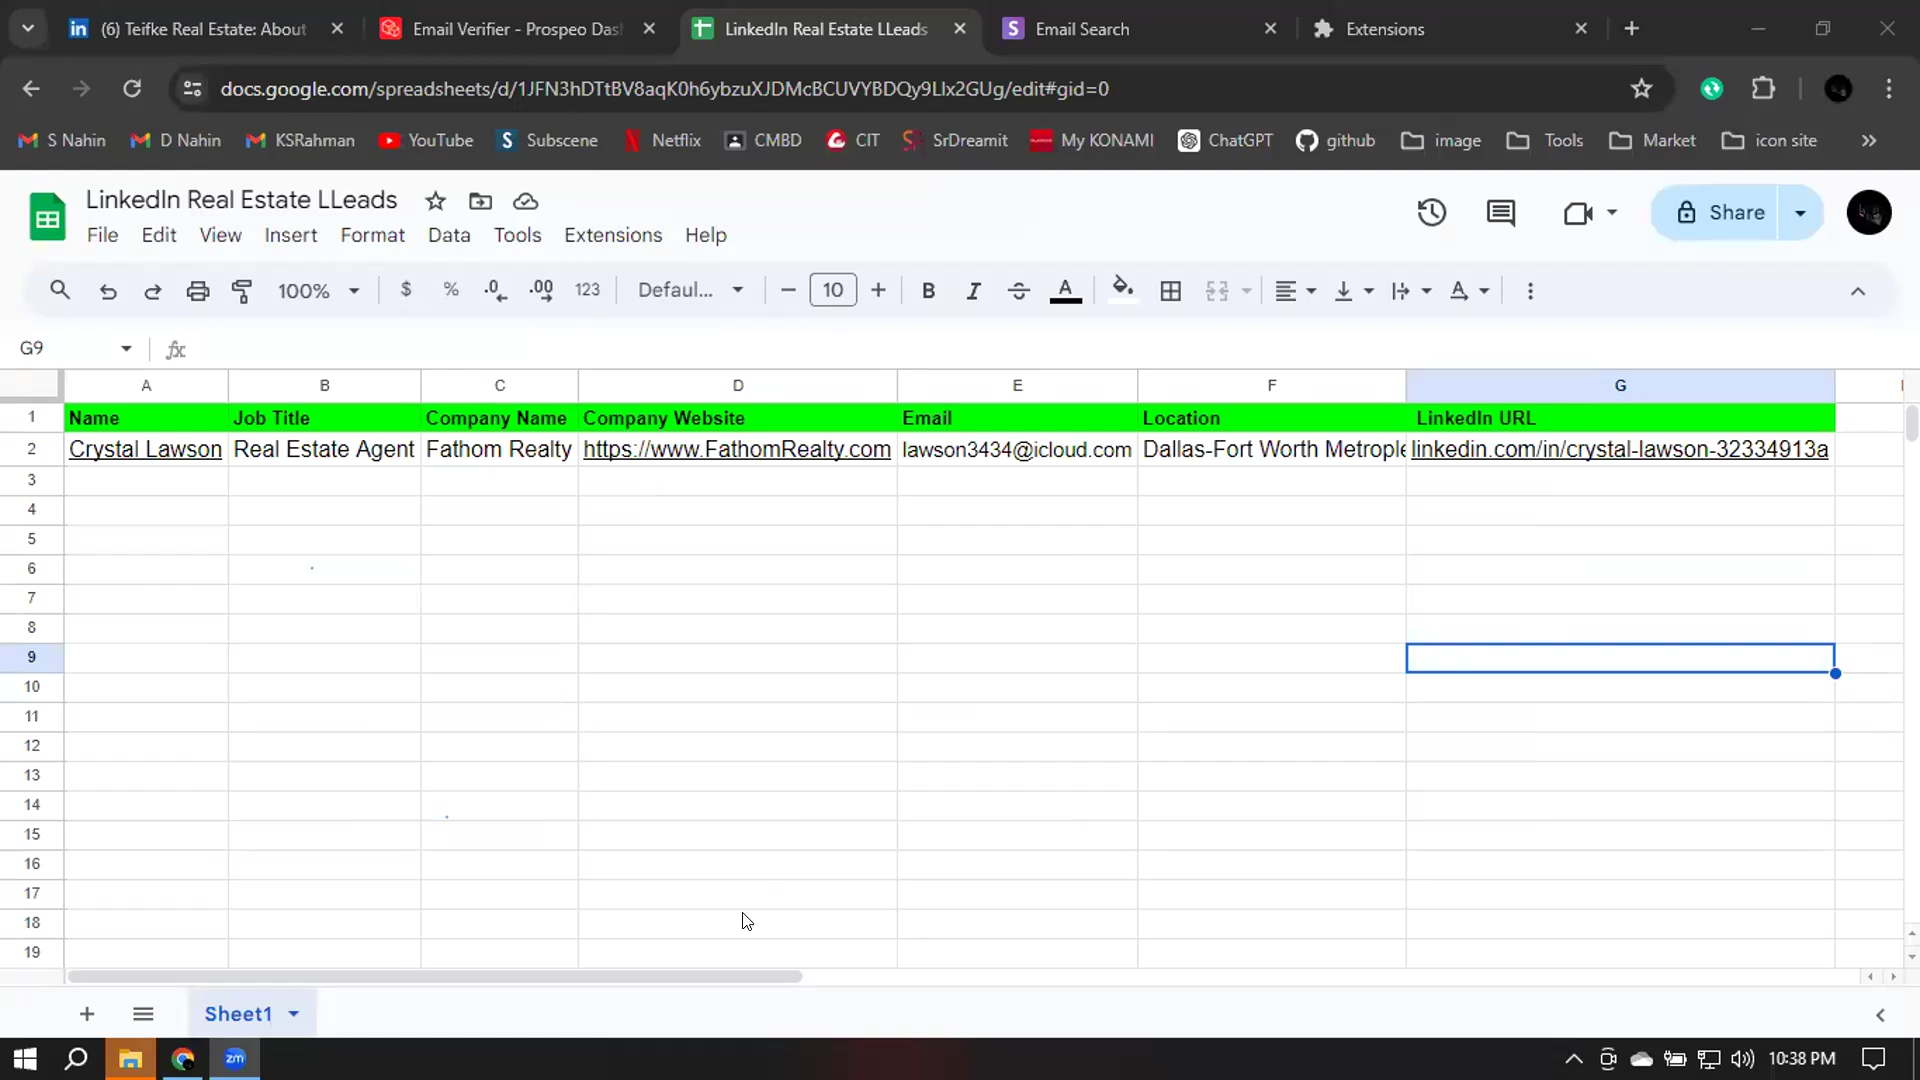 (6) Teifke Real Estate: About
Email Verifier - Prospeo Das
LinkedIn Real Estate LLeads
Email Search
Extensions
docs.google.com/spreadsheets/d/1JFN3hDTtBV8aqK0h6ybzuXJDMcBCUVYBDQy9LIx2GUg/edit#gid=0
S Nahin
D Nahin
KSRahman
YouTube
Subscene
Netflix
CMBD
CIT
SrDreamit
My KONAMI
ChatGPT
github
image
Tools
Market
icon site
LinkedIn Real Estate LLeads
Share
File Edit View Insert Format Data Tools Extensions Help
100% $ % .0 .00 123 Defaul... 10 B I S A
G9 fx
A B C D E F G
1 Name Job Title Company Name Company Website Email Location LinkedIn URL
2 Crystal Lawson Real Estate Agent Fathom Realty https://www.FathomRealty.com lawson3434@icloud.com Dallas-Fort Worth Metrople linkedin.com/in/crystal-lawson-32334913a
3
4
5
6
7
8
9
10
11
12
13
14
15
16
17
18
19
Sheet1
zm
10:38 PM